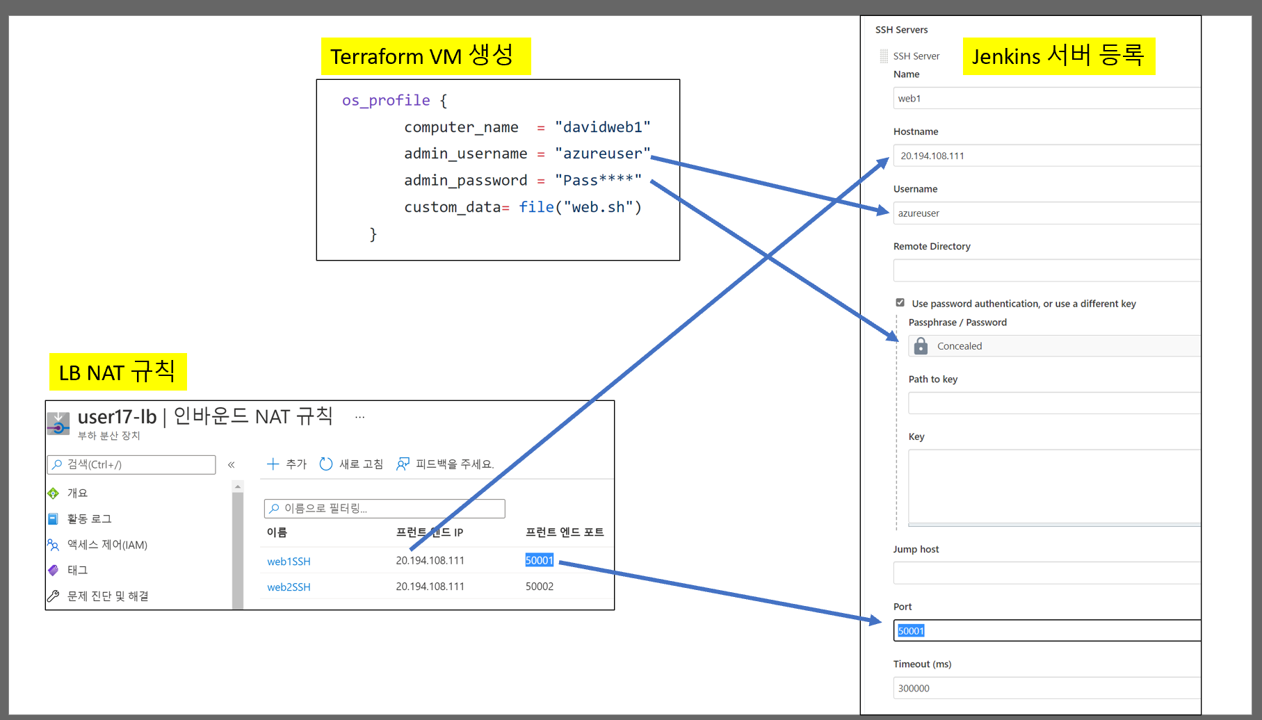 Terraform VM 생성
os_profile {
computer_name = "davidweb1"
admin_username = "azureuser"
admin_password = "Pass****"
custom_data= file("web.sh")
}
LB NAT 규칙
user17-lb | 인바운드 NAT 규칙 ...
부하 분산 장치
검색(Ctrl+/) «
개요
활동 로그
액세스 제어(IAM)
태그
문제 진단 및 해결
추가 새로 고침 피드백을 주세요.
이름으로 필터링...
이름 프런트 엔드 IP 프런트 엔드 포트
web1SSH 20.194.108.111 50001
web2SSH 20.194.108.111 50002
Jenkins 서버 등록
SSH Servers
SSH Server
Name
web1
Hostname
20.194.108.111
Username
azureuser
Remote Directory
Use password authentication, or use a different key
Passphrase / Password
Concealed
Path to key
Key
Jump host
Port
50001
Timeout (ms)
300000